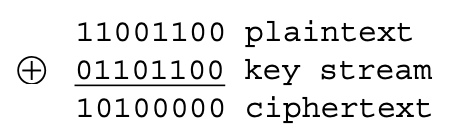 11001100 plaintext
⊕ 01101100 key stream
10100000 ciphertext